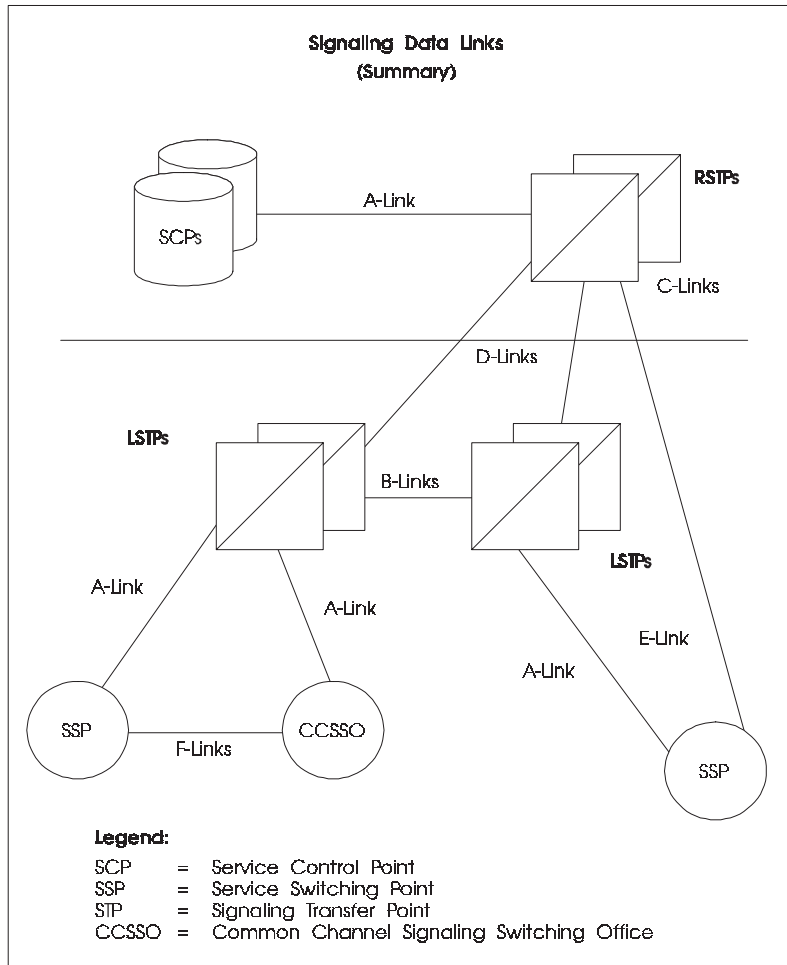 Signaling Data Links
(Summary)
RSTPs
A-Link
SCPs
C-Links
D-Links
LSTPs
B-Links
LSTPs
A-Link
A-Link
E-Link
A-Link
SSP
CCSSO
F-Links
SSP
Legend:
SCP = Service Control Point
SSP = Service Switching Point
STP = Signaling Transfer Point
CCSSO = Common Channel Signaling Switching Office